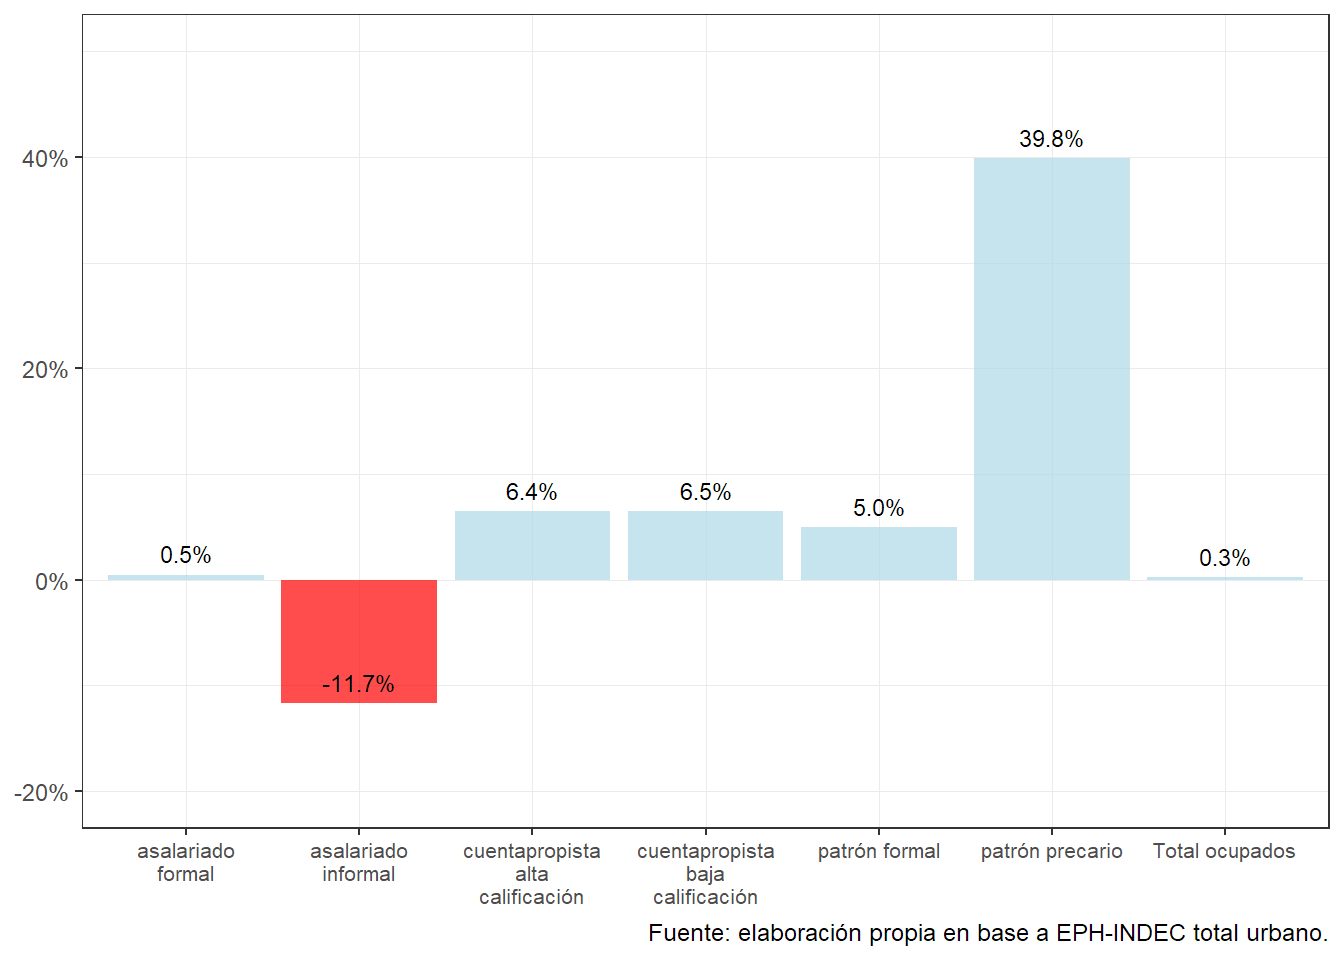 40%
20%
0%
-20%
0.5%
-11.7%
6.4%
6.5%
5.0%
39.8%
0.3%
asalariado
formal
asalariado
informal
cuentapropista
alta
calificación
cuentapropista
baja
calificación
patrón formal
patrón precario
Total ocupados
Fuente: elaboración propia en base a EPH-INDEC total urbano.